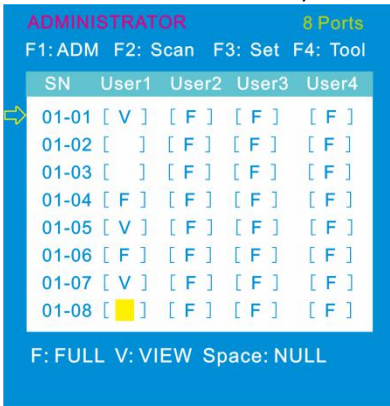 ADMINISTRATOR 8 Ports
F1: ADM F2: Scan F3: Set F4: Tool
SN User1 User2 User3 User4
01-01 [ V ] [ F ] [ F ] [ F ]
01-02 [ ] [ F ] [ F ] [ F ]
01-03 [ ] [ F ] [ F ] [ F ]
01-04 [ F ] [ F ] [ F ] [ F ]
01-05 [ V ] [ F ] [ F ] [ F ]
01-06 [ F ] [ F ] [ F ] [ F ]
01-07 [ V ] [ F ] [ F ] [ F ]
01-08 [ ] [ F ] [ F ] [ F ]
F: FULL V: VIEW Space: NULL